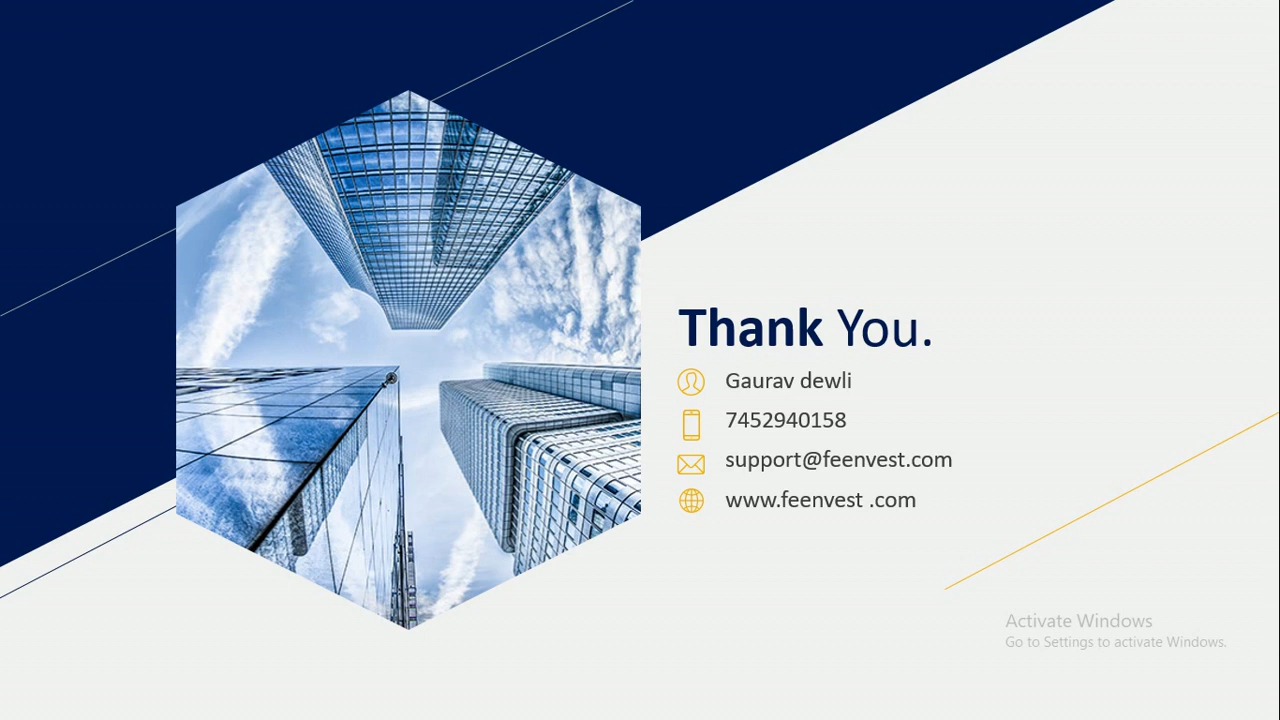 Thank You.
Gaurav dewli
7452940158
support@feenvest.com
www.feenvest .com
Activate Windows
Go to Settings to activate Windows.